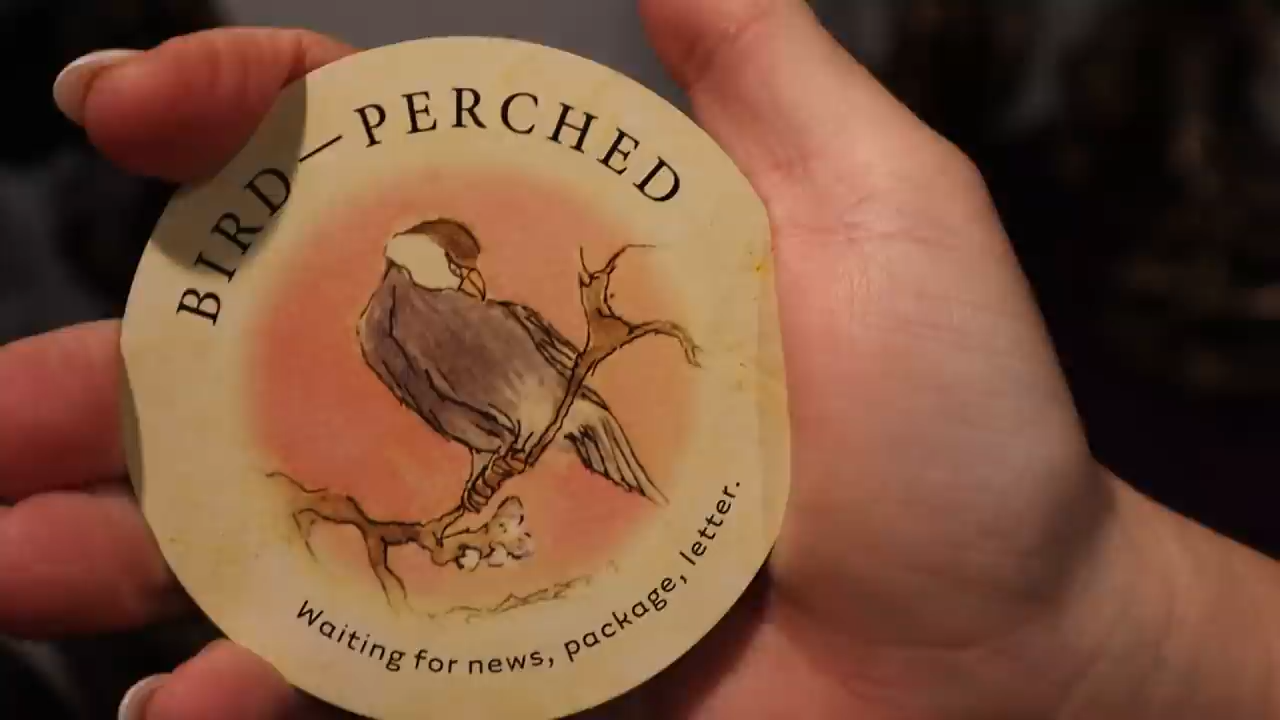 BIRD—PERCHED
Waiting for news, package, letter.